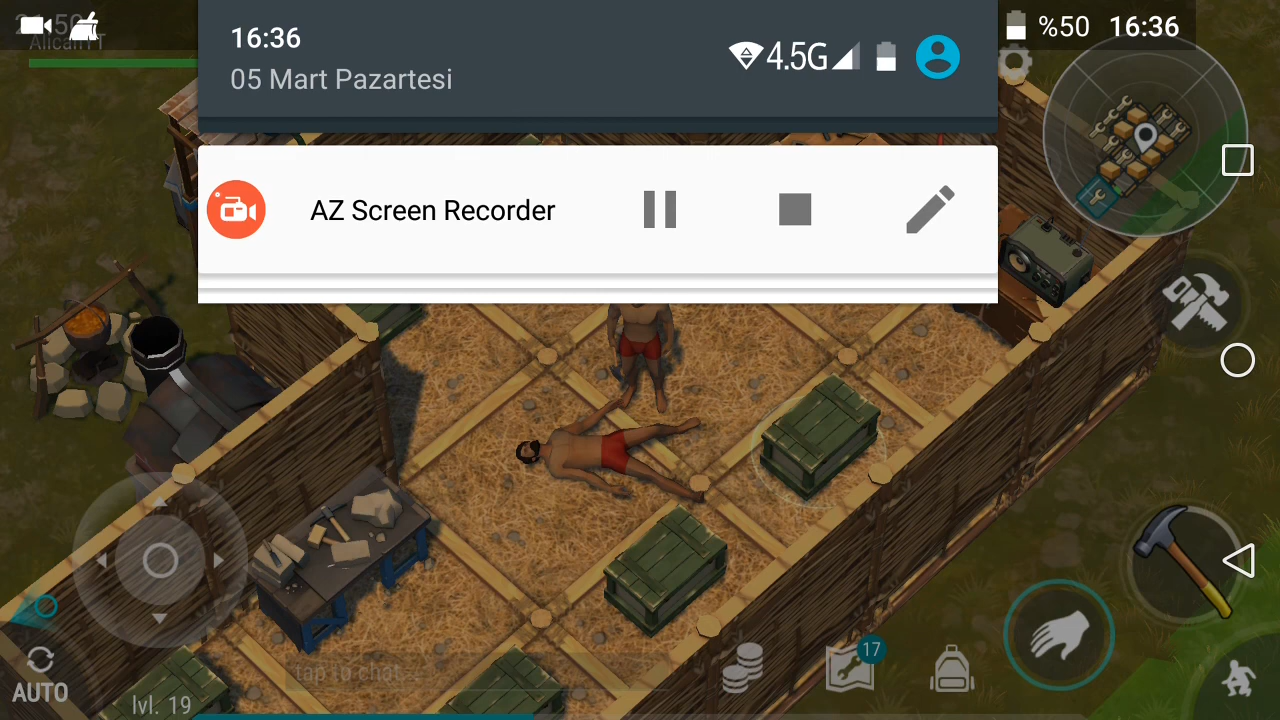 16:36
05 Mart Pazartesi
4.5G
%50 16:36
AlicanYT
AZ Screen Recorder
17
tap to chat...
AUTO
lvl. 19